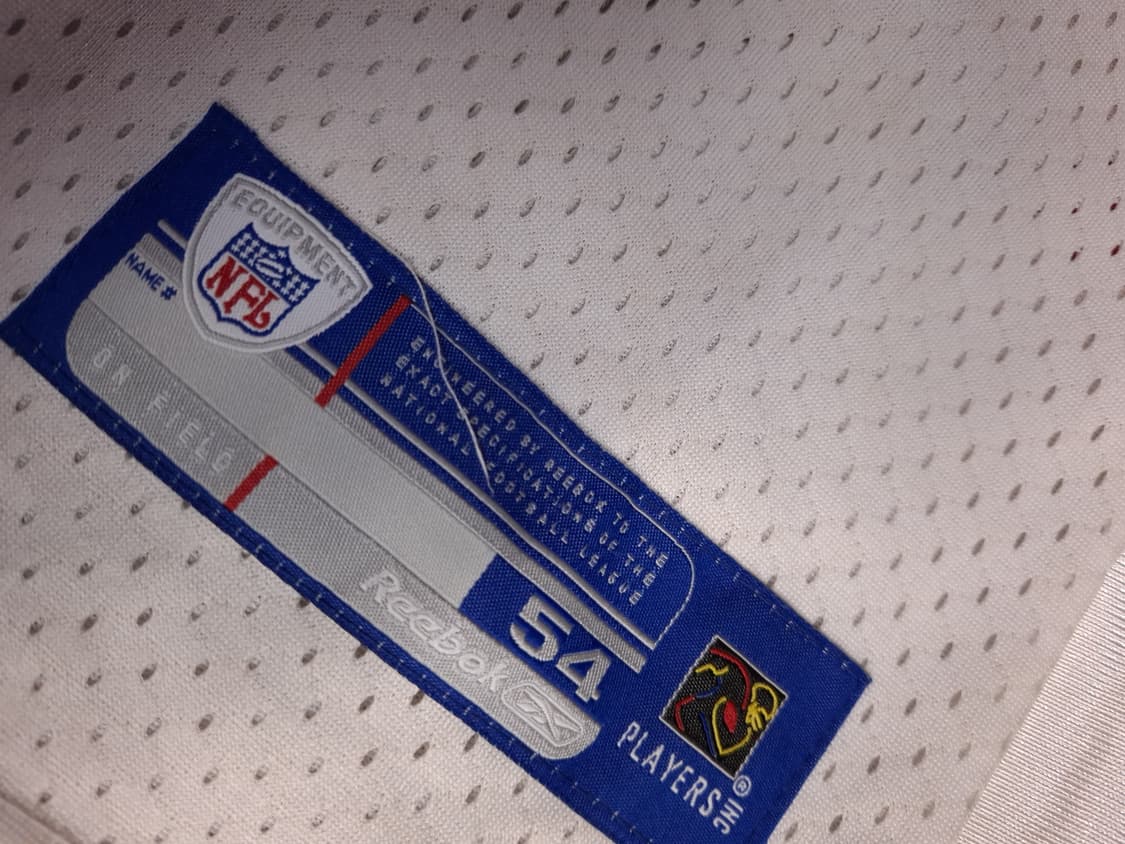 EQUIPMENT
NFL
NAME #
ENGINEERED BY REEBOK TO THE
EXACT SPECIFICATIONS OF THE
NATIONAL FOOTBALL LEAGUE
ON FIELD
Reebok
54
PLAYERS INC®